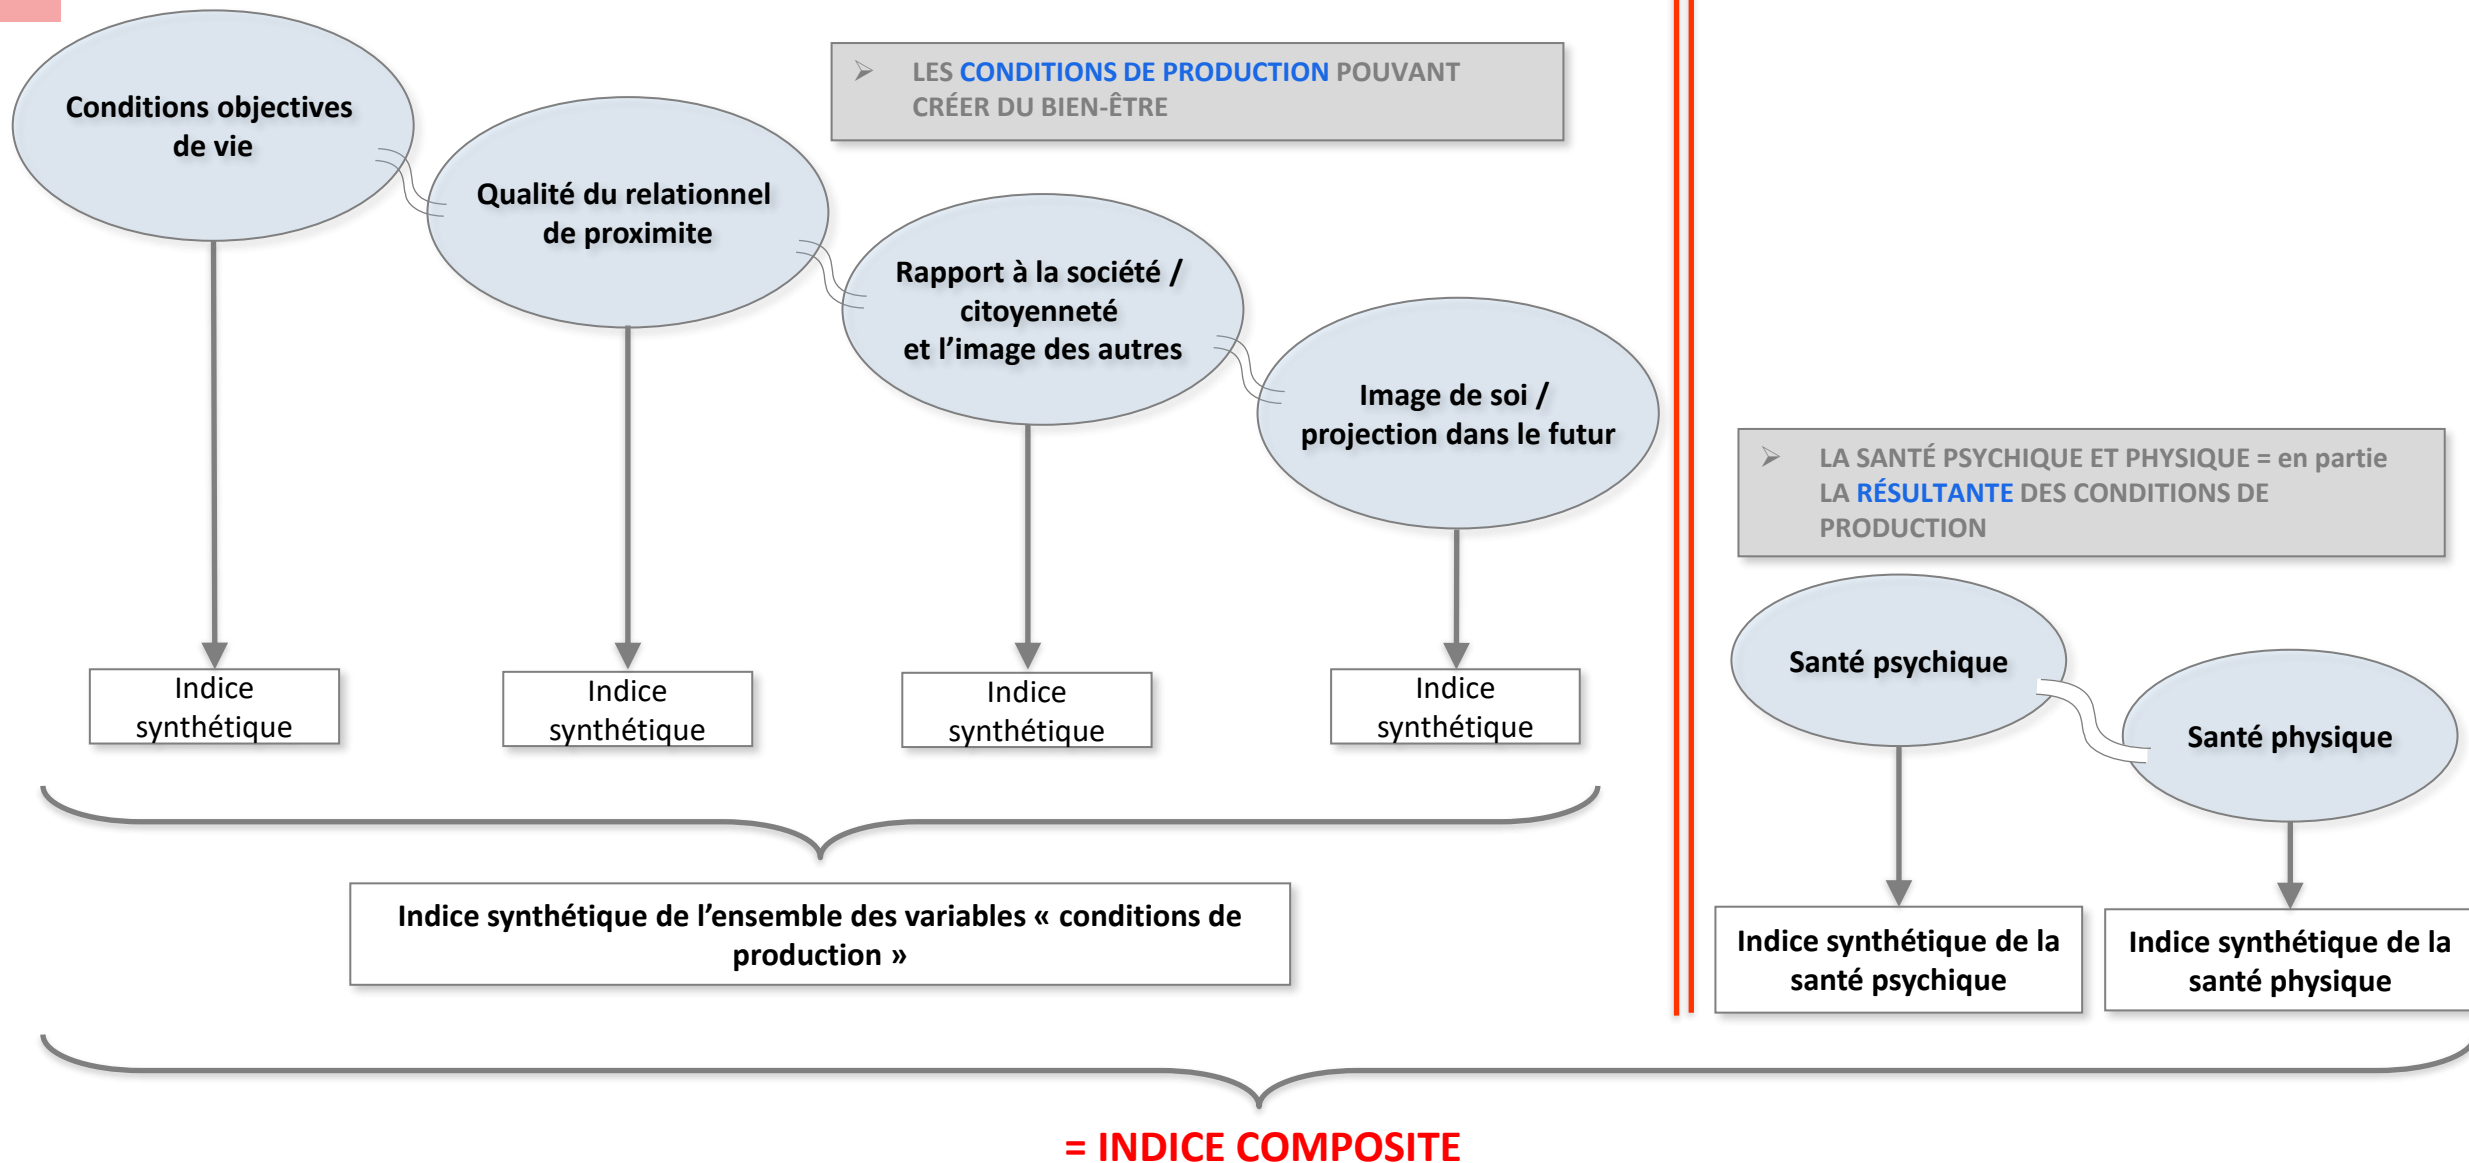 ➢ LES CONDITIONS DE PRODUCTION POUVANT
CRÉER DU BIEN-ÊTRE
Conditions objectives
de vie
Qualité du relationnel
de proximite
Rapport à la société /
citoyenneté
et l’image des autres
Image de soi /
projection dans le futur
➢ LA SANTÉ PSYCHIQUE ET PHYSIQUE = en partie
LA RÉSULTANTE DES CONDITIONS DE
PRODUCTION
Santé psychique
Santé physique
Indice
synthétique
Indice
synthétique
Indice
synthétique
Indice
synthétique
Indice synthétique de l’ensemble des variables « conditions de
production »
Indice synthétique de la
santé psychique
Indice synthétique de la
santé physique
= INDICE COMPOSITE